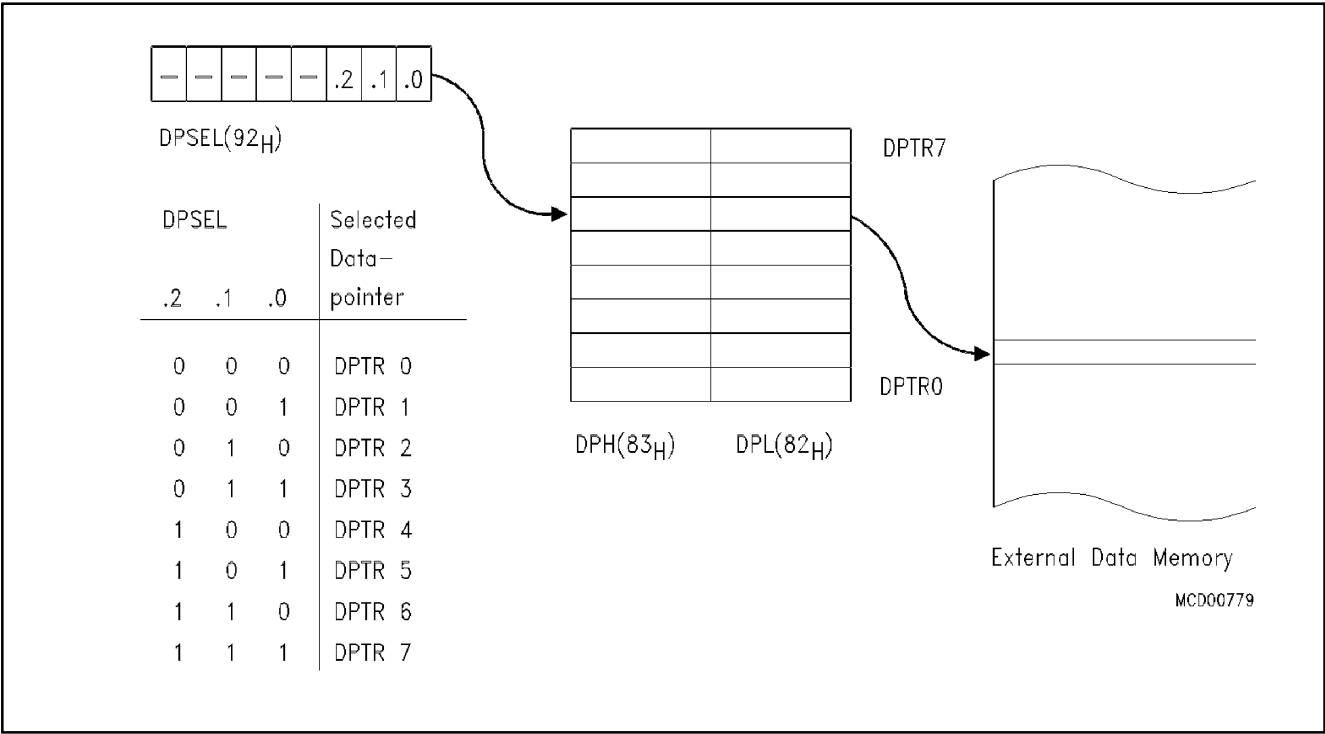 – – – – – .2 .1 .0
DPSEL(92H)
DPSEL Selected
Data–
.2 .1 .0 pointer
0 0 0 DPTR 0
0 0 1 DPTR 1
0 1 0 DPTR 2
0 1 1 DPTR 3
1 0 0 DPTR 4
1 0 1 DPTR 5
1 1 0 DPTR 6
1 1 1 DPTR 7
DPTR7
DPTR0
DPH(83H) DPL(82H)
External Data Memory
MCD00779